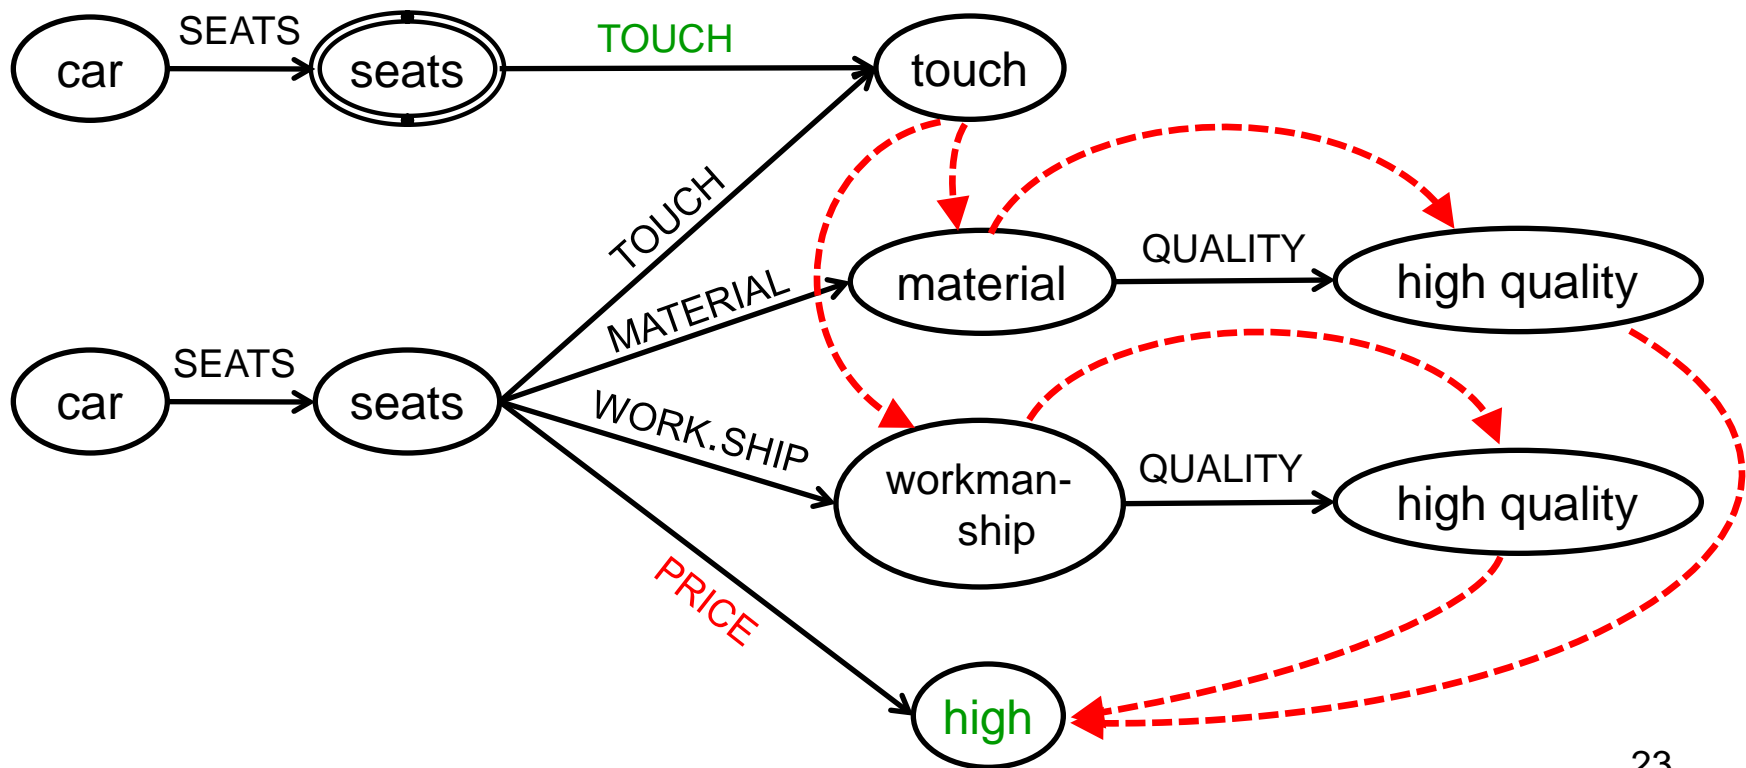 SEATS
TOUCH
car
seats
touch
TOUCH
QUALITY
material
high quality
MATERIAL
SEATS
car
seats
WORK.SHIP
QUALITY
workman-
ship
high quality
PRICE
high
23